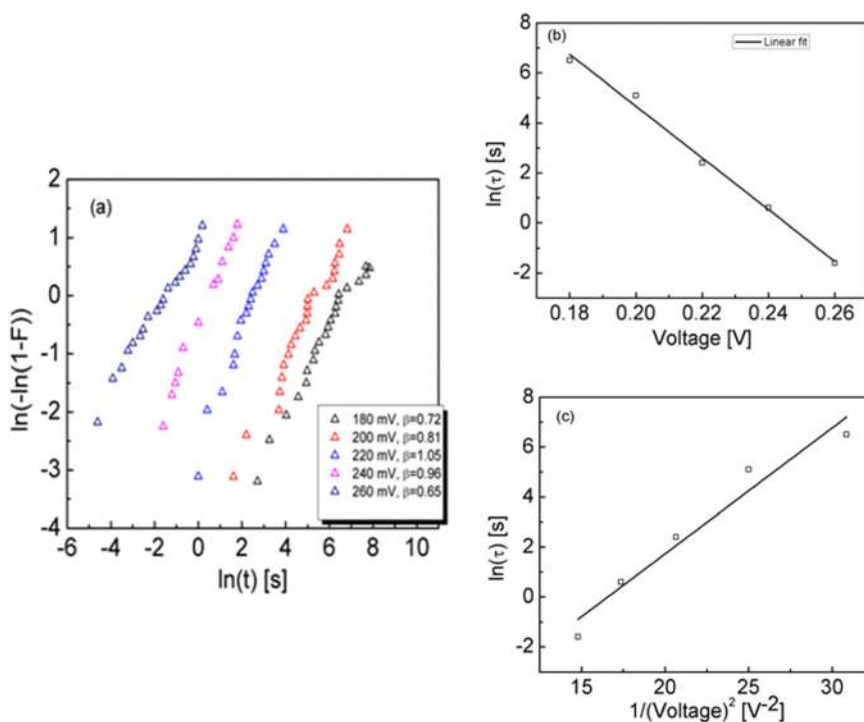 (a)
ln(-ln(1-F))
2
1
0
-1
-2
-3
-4
-6 -4 -2 0 2 4 6 8 10
ln(t) [s]
180 mV, β=0.72
200 mV, β=0.81
220 mV, β=1.05
240 mV, β=0.96
260 mV, β=0.65
(b)
Linear fit
ln(τ) [s]
8
6
4
2
0
-2
0.18 0.20 0.22 0.24 0.26
Voltage [V]
(c)
ln(τ) [s]
8
6
4
2
0
-2
15 20 25 30
1/(Voltage)² [V⁻²]